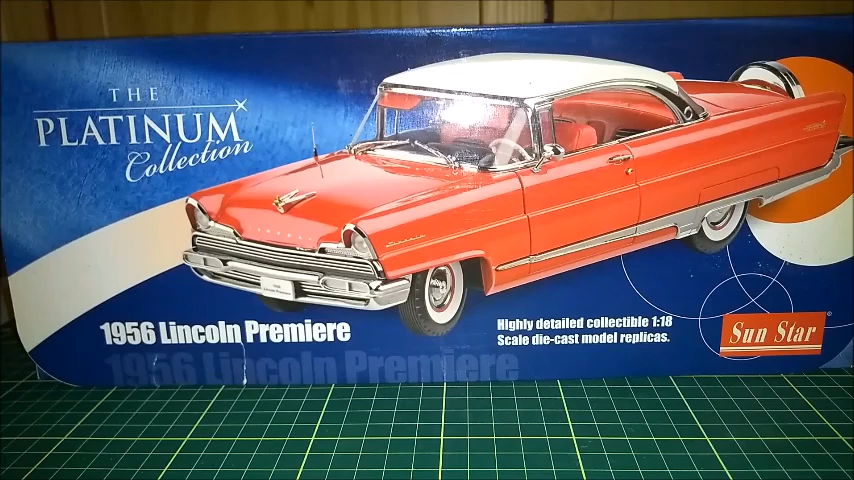 THE
PLATINUM
Collection
1956 Lincoln Premiere
1956 Lincoln Premiere
Highly detailed collectible 1:18
Scale die-cast model replicas.
Sun Star